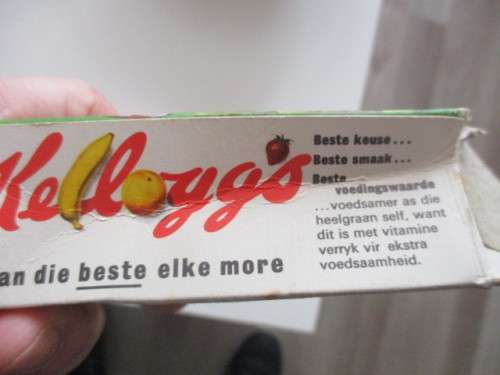 Kellogg's
an die beste elke more
Beste keuse...
Beste smaak...
Beste
voedingswaarde
...voedsamer as die
heelgraan self, want
dit is met vitamine
verryk vir ekstra
voedsaamheid.